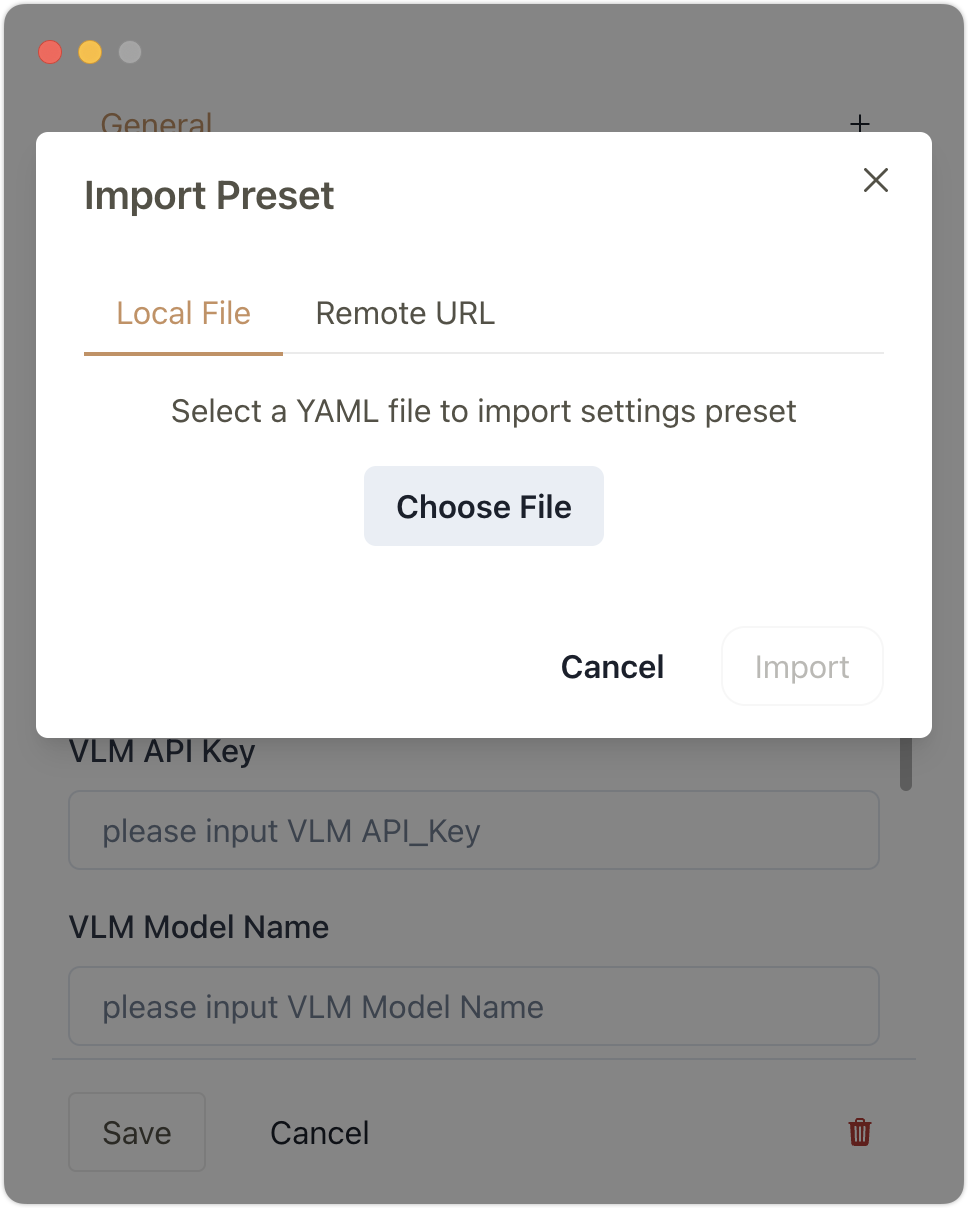 General
Import Preset
Local File
Remote URL
Select a YAML file to import settings preset
Choose File
Cancel
Import
VLM API Key
please input VLM API_Key
VLM Model Name
please input VLM Model Name
Save
Cancel